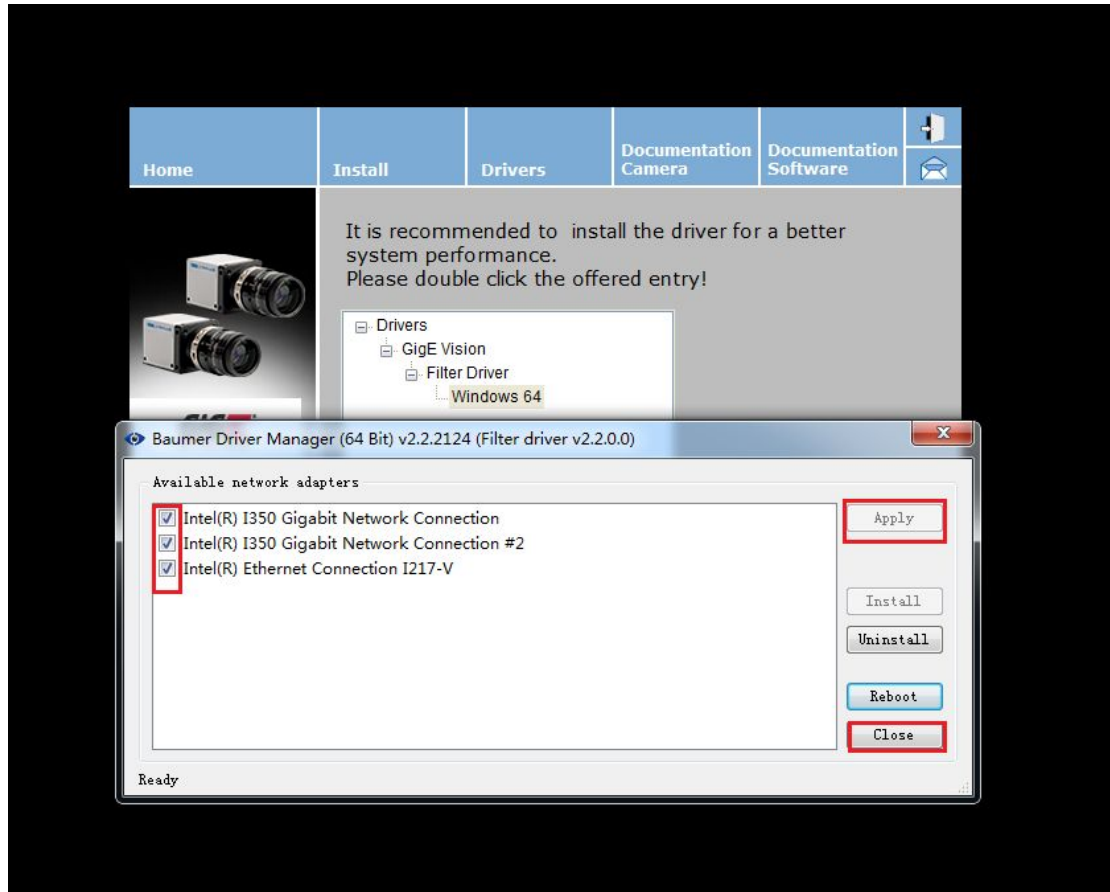 Home
Install
Drivers
Documentation
Camera
Documentation
Software
It is recommended to install the driver for a better
system performance.
Please double click the offered entry!
Drivers
GigE Vision
Filter Driver
Windows 64
Baumer Driver Manager (64 Bit) v2.2.2124 (Filter driver v2.2.0.0)
Available network adapters
Intel(R) I350 Gigabit Network Connection
Intel(R) I350 Gigabit Network Connection #2
Intel(R) Ethernet Connection I217-V
Apply
Install
Uninstall
Reboot
Close
Ready